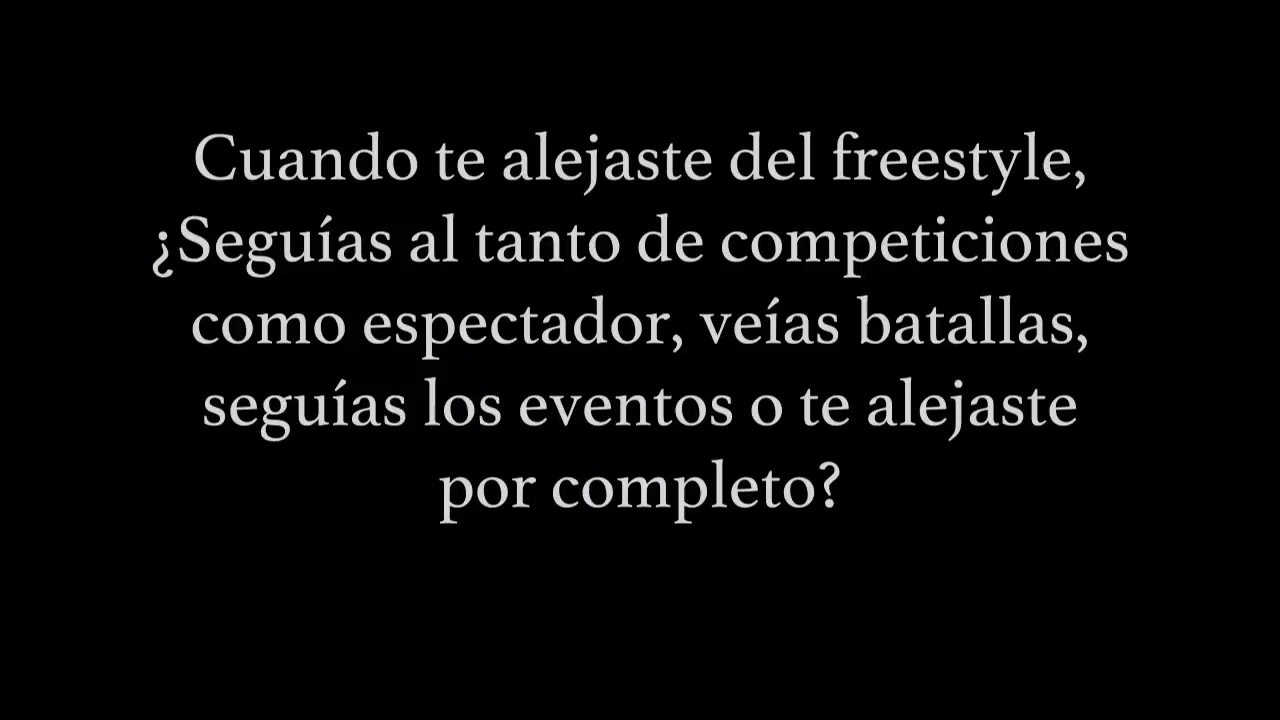 Cuando te alejaste del freestyle,
¿Seguías al tanto de competiciones
como espectador, veías batallas,
seguías los eventos o te alejaste
por completo?